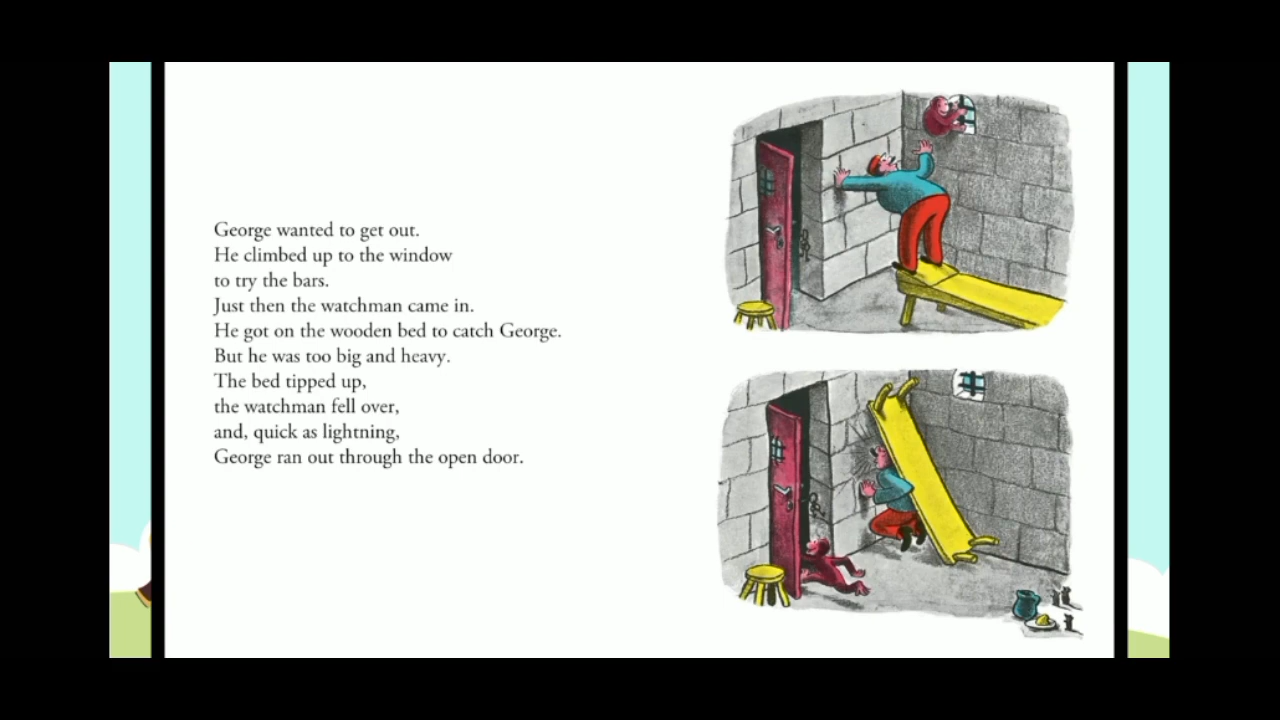 George wanted to get out.
He climbed up to the window
to try the bars.
Just then the watchman came in.
He got on the wooden bed to catch George.
But he was too big and heavy.
The bed tipped up,
the watchman fell over,
and, quick as lightning,
George ran out through the open door.